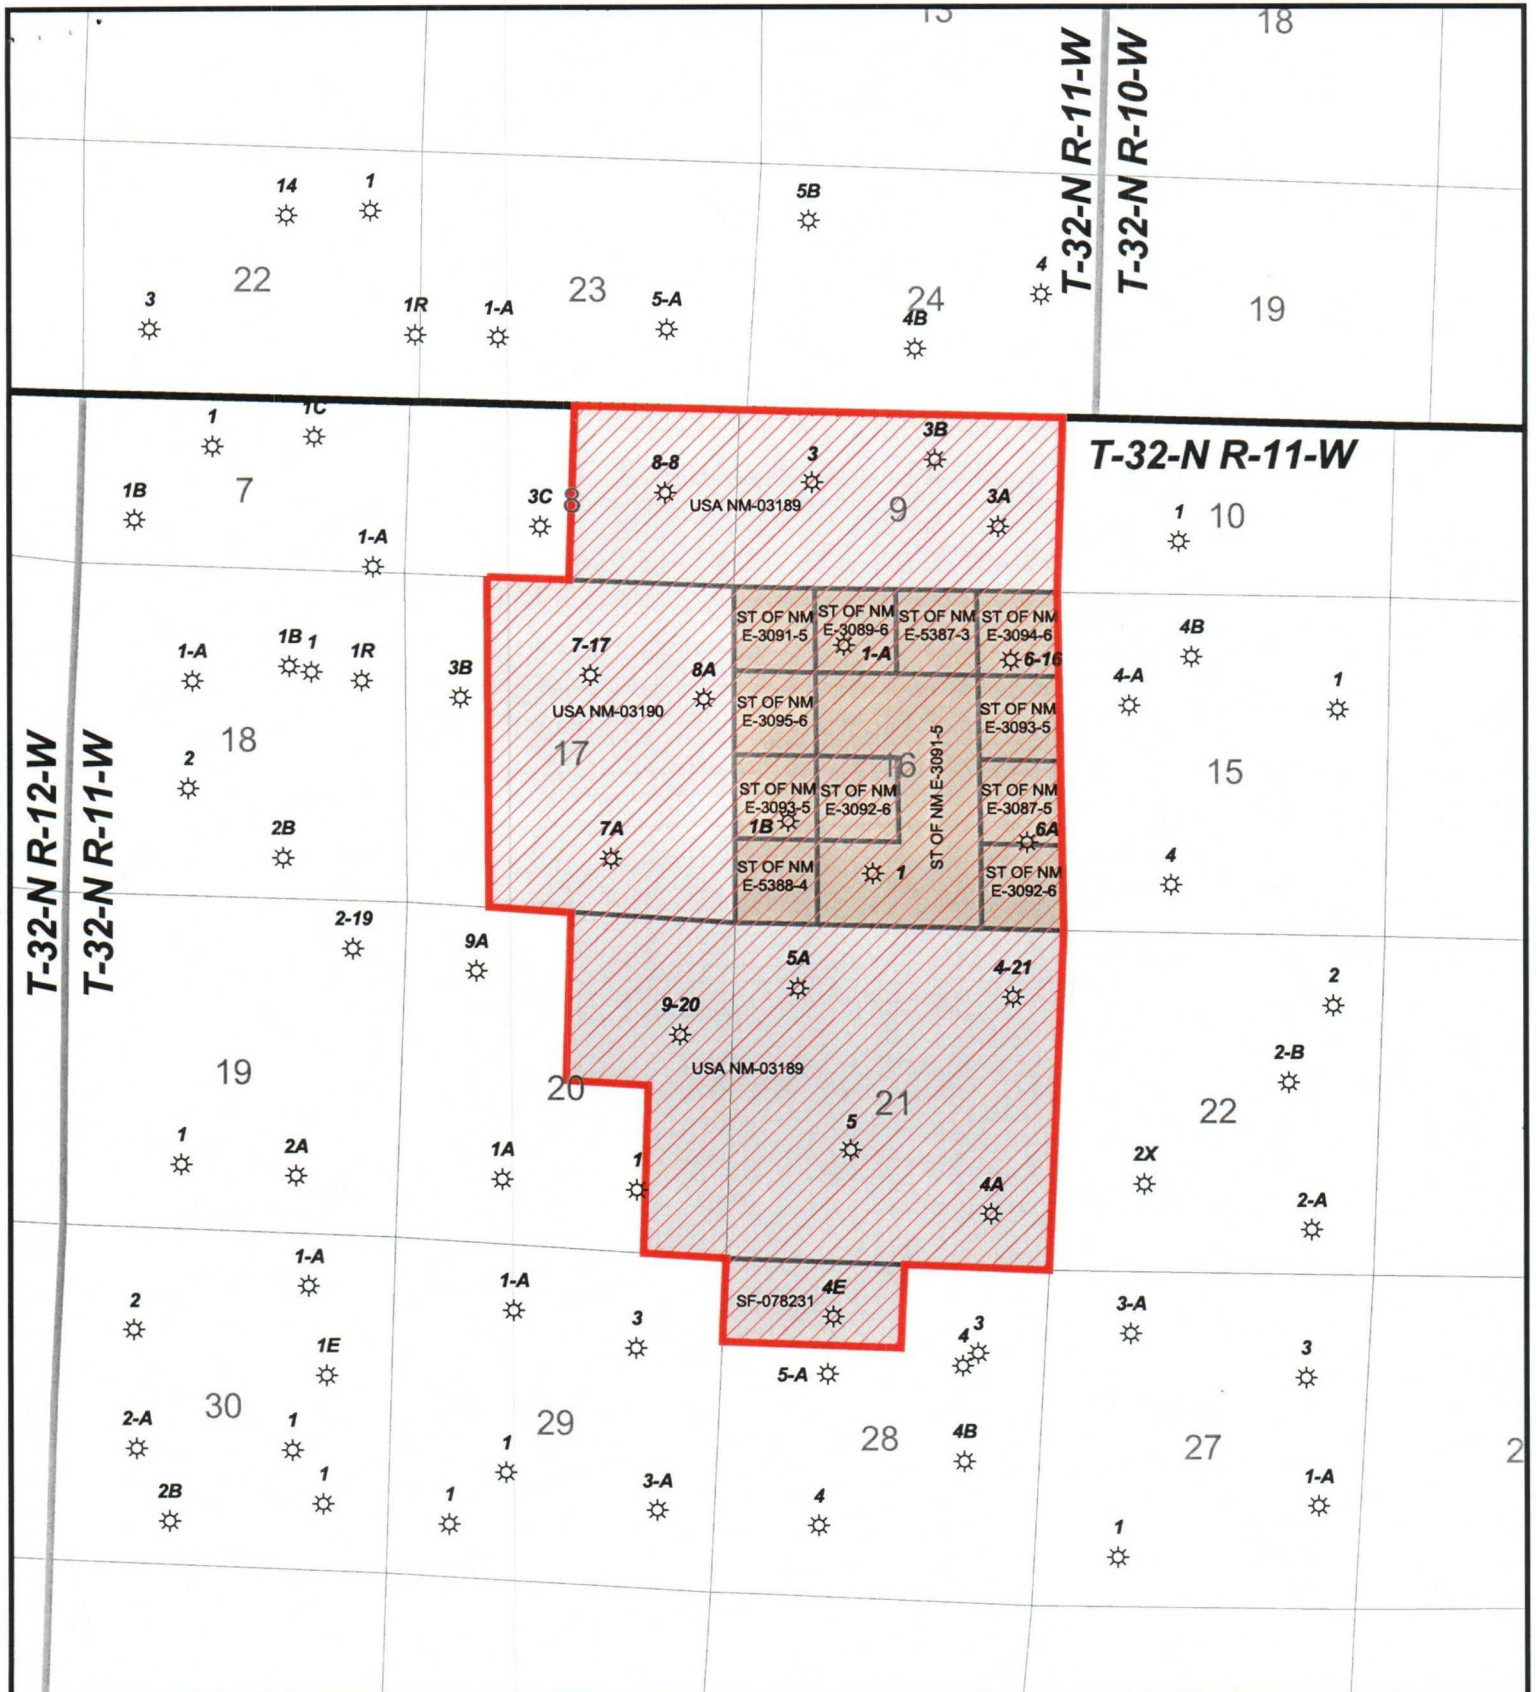 13
18
T-32-N R-11-W
T-32-N R-10-W
14
1
5B
22
23
24
4
19
3
1R
1-A
5-A
4B
1
1C
T-32-N R-11-W
3B
8-8
3
7
1B
3C
8
USA NM-03189
9
3A
1
10
1-A
ST OF NM
E-3091-5
ST OF NM
E-3089-6
ST OF NM
E-5387-3
ST OF NM
E-3094-6
1-A
6-16
1-A
1B
1
1R
3B
7-17
8A
4B
4-A
1
USA NM-03190
ST OF NM
E-3095-6
ST OF NM
E-3093-5
18
17
16
15
ST OF NM E-3091-5
2
ST OF NM
E-3093-5
1B
ST OF NM
E-3092-6
ST OF NM
E-3087-5
6A
2B
7A
ST OF NM
E-5388-4
1
ST OF NM
E-3092-6
4
T-32-N R-12-W
T-32-N R-11-W
2-19
9A
5A
4-21
2
9-20
2-B
USA NM-03189
19
20
21
22
1
2A
1A
1
5
2X
4A
2-A
1-A
1-A
SF-078231
4E
2
3
3
4
3-A
1E
5-A
3
30
29
28
27
2
2-A
1
1
4B
1-A
2B
1
1
3-A
4
1